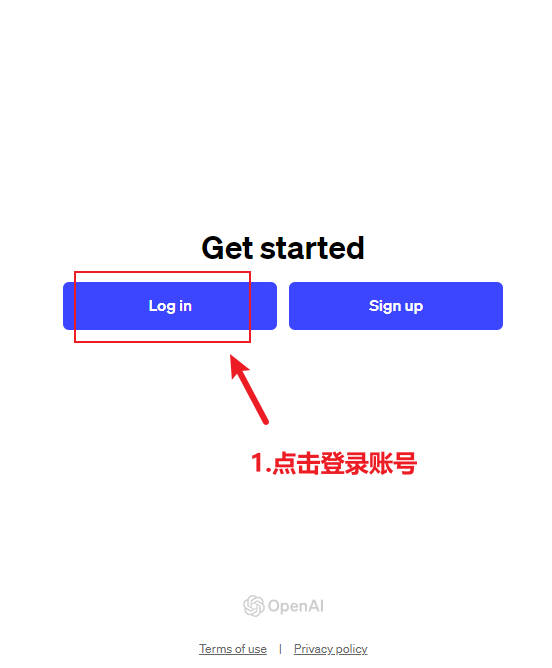 Get started
Log in
Sign up
1.点击登录账号
OpenAI
Terms of use | Privacy policy